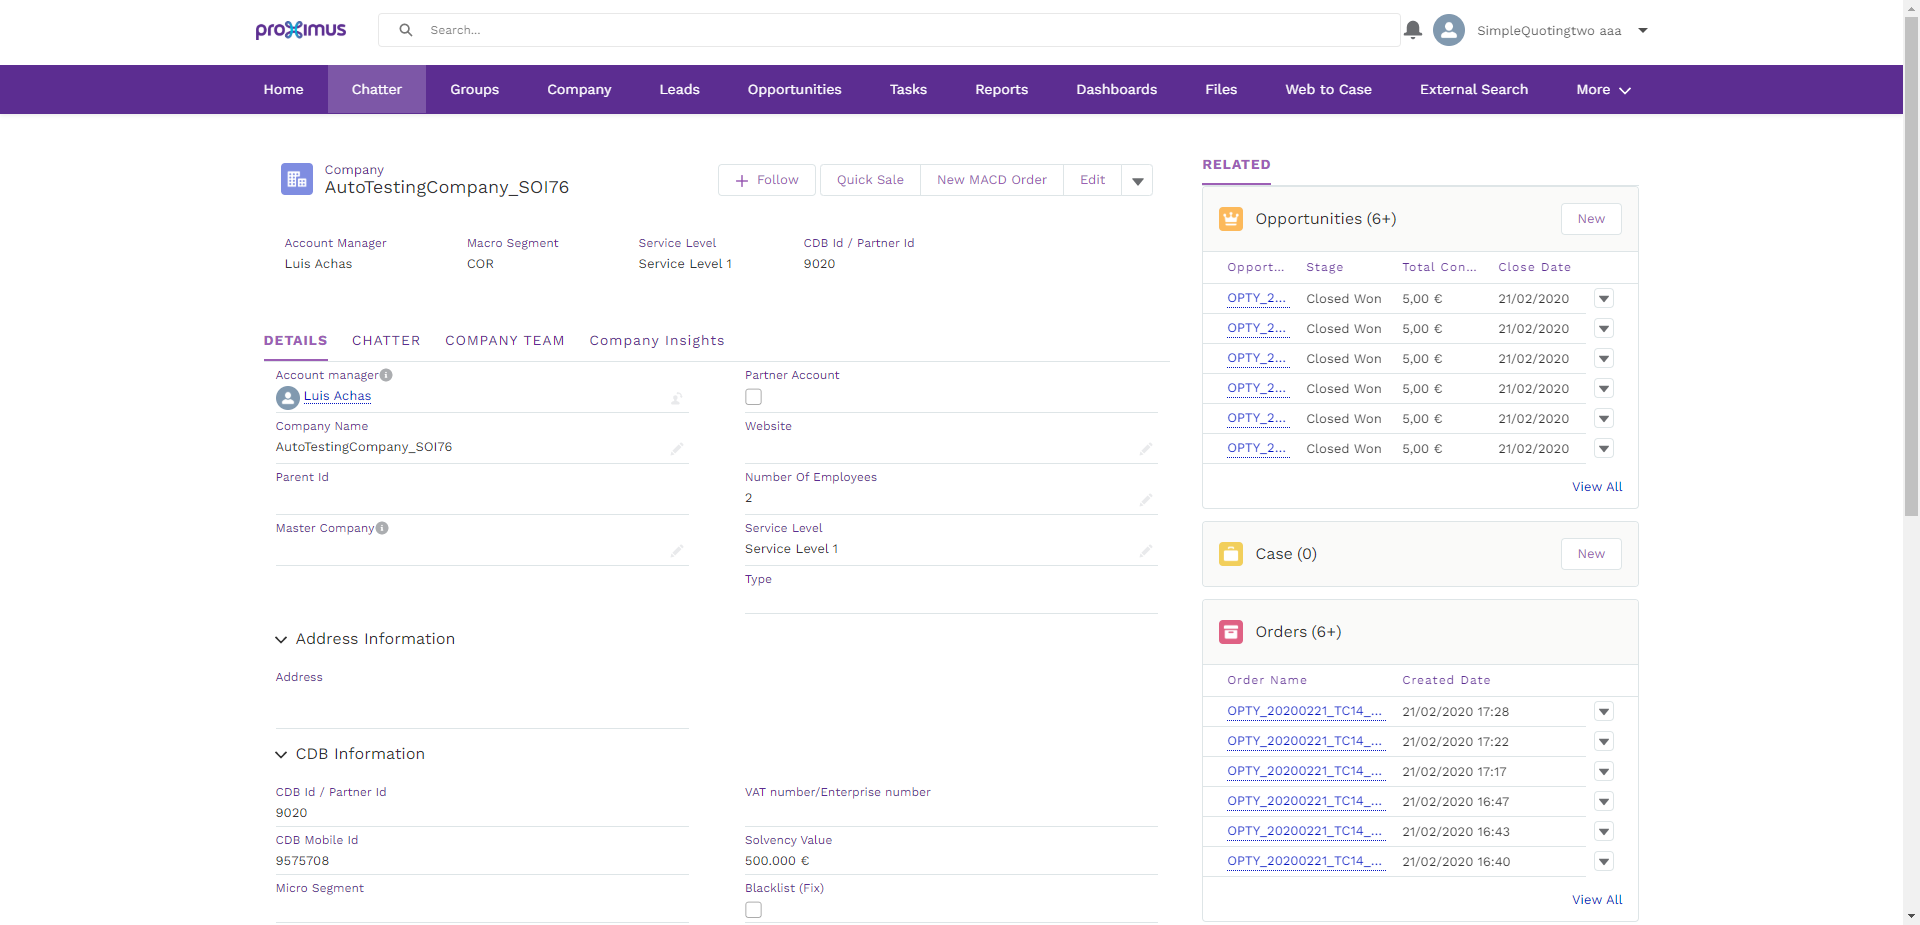 proximus
Search...
SimpleQuotingtwo aaa
Home Chatter Groups Company Leads Opportunities Tasks Reports Dashboards Files Web to Case External Search More
Company
AutoTestingCompany_SOI76
Follow Quick Sale New MACD Order Edit
Account Manager Macro Segment Service Level CDB Id / Partner Id
Luis Achas COR Service Level 1 9020
DETAILS CHATTER COMPANY TEAM Company Insights
Account manager
Luis Achas
Partner Account
Company Name
AutoTestingCompany_SOI76
Website
Parent Id
Number Of Employees
2
Master Company
Service Level
Service Level 1
Type
Address Information
Address
CDB Information
CDB Id / Partner Id
9020
VAT number/Enterprise number
CDB Mobile Id
9575708
Solvency Value
500.000 €
Micro Segment
Blacklist (Fix)
RELATED
Opportunities (6+) New
Opport... Stage Total Con... Close Date
OPTY_2... Closed Won 5,00 € 21/02/2020
OPTY_2... Closed Won 5,00 € 21/02/2020
OPTY_2... Closed Won 5,00 € 21/02/2020
OPTY_2... Closed Won 5,00 € 21/02/2020
OPTY_2... Closed Won 5,00 € 21/02/2020
OPTY_2... Closed Won 5,00 € 21/02/2020
View All
Case (0) New
Orders (6+)
Order Name Created Date
OPTY_20200221_TC14_... 21/02/2020 17:28
OPTY_20200221_TC14_... 21/02/2020 17:22
OPTY_20200221_TC14_... 21/02/2020 17:17
OPTY_20200221_TC14_... 21/02/2020 16:47
OPTY_20200221_TC14_... 21/02/2020 16:43
OPTY_20200221_TC14_... 21/02/2020 16:40
View All